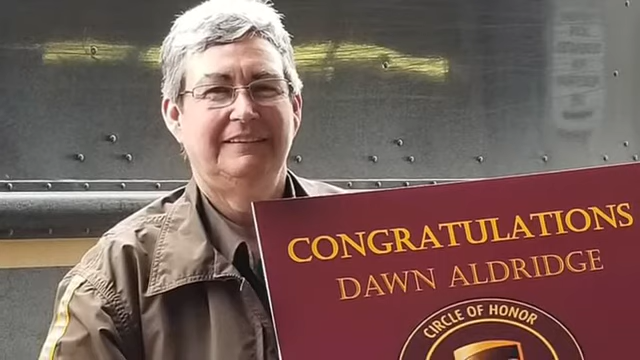 CONGRATULATIONS
DAWN ALDRIDGE
CIRCLE OF HONOR